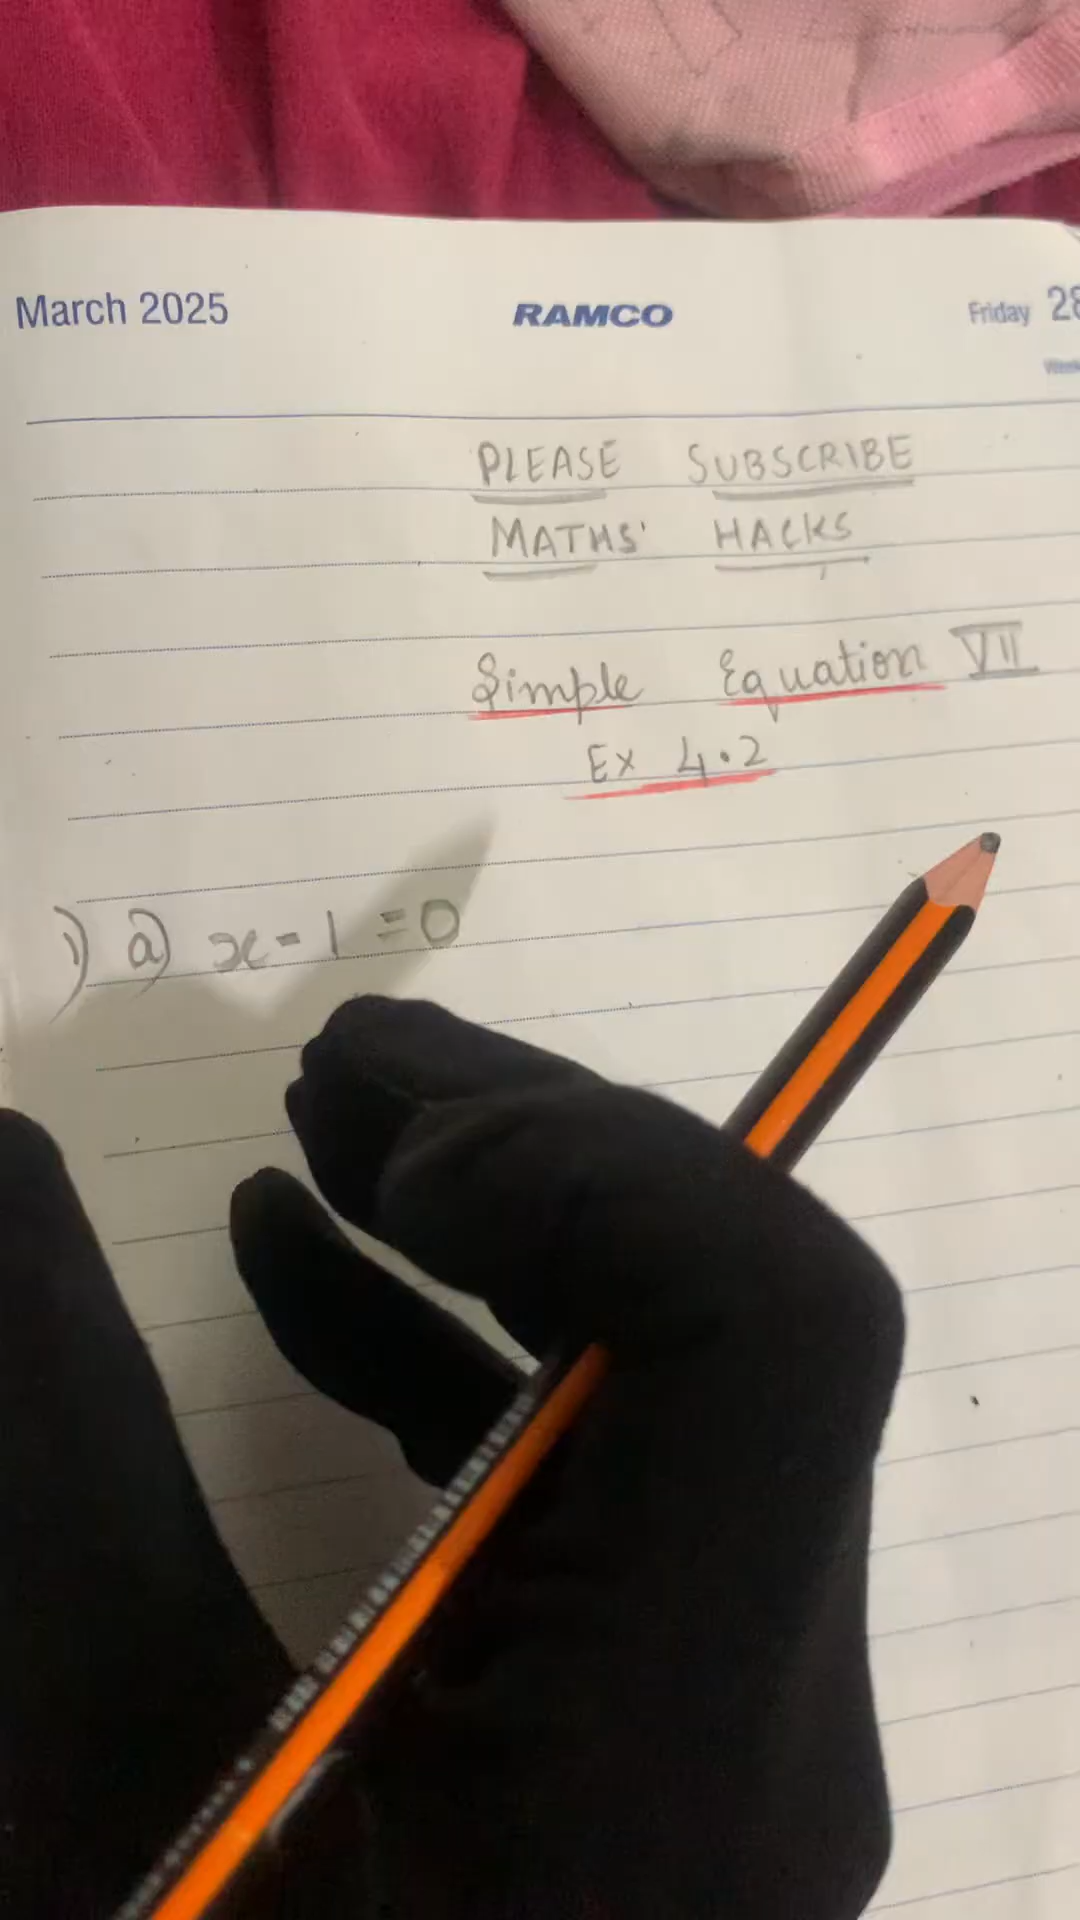 March 2025 RAMCO Friday 28
PLEASE SUBSCRIBE
MATHS' HACKS
Simple Equation VII
Ex 4.2
1) a) x - 1 = 0